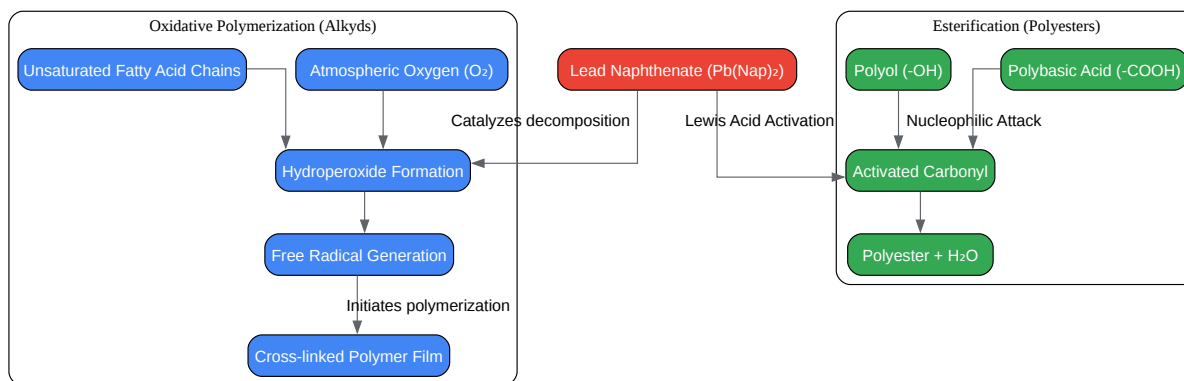 Oxidative Polymerization (Alkyds)
Esterification (Polyesters)
Unsaturated Fatty Acid Chains
Atmospheric Oxygen (O₂)
Lead Naphthenate (Pb(Nap)₂)
Polyol (-OH)
Polybasic Acid (-COOH)
Catalyzes decomposition
Lewis Acid Activation
Nucleophilic Attack
Hydroperoxide Formation
Activated Carbonyl
Free Radical Generation
Polyester + H₂O
Initiates polymerization
Cross-linked Polymer Film